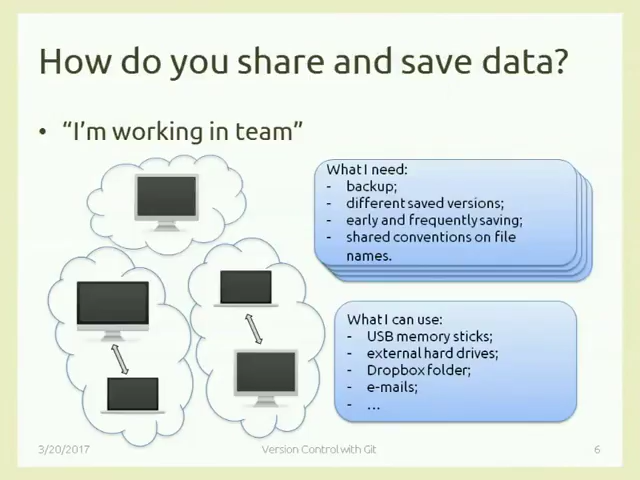 How do you share and save data?
• “I’m working in team”
What I need:
- backup;
- different saved versions;
- early and frequently saving;
- shared conventions on file
names.
What I can use:
- USB memory sticks;
- external hard drives;
- Dropbox folder;
- e-mails;
- ...
3/20/2017
Version Control with Git
6